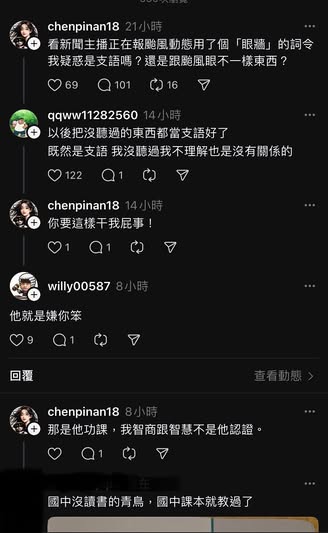 chenpinan18 21小時
看新聞主播正在報颱風動態用了個「眼牆」的詞令
我疑惑是支語嗎？還是跟颱風眼不一樣東西？
69 101 16
qqww11282560 14小時
以後把沒聽過的東西都當支語好了
既然是支語 我沒聽過我不理解也是沒有關係的
122 1
chenpinan18 14小時
你要這樣干我屁事！
1 1
willy00587 8小時
他就是嫌你笨
9 1
回覆 查看動態
chenpinan18 8小時
那是他功課，我智商跟智慧不是他認證。
1
國中沒讀書的青鳥，國中課本就教過了